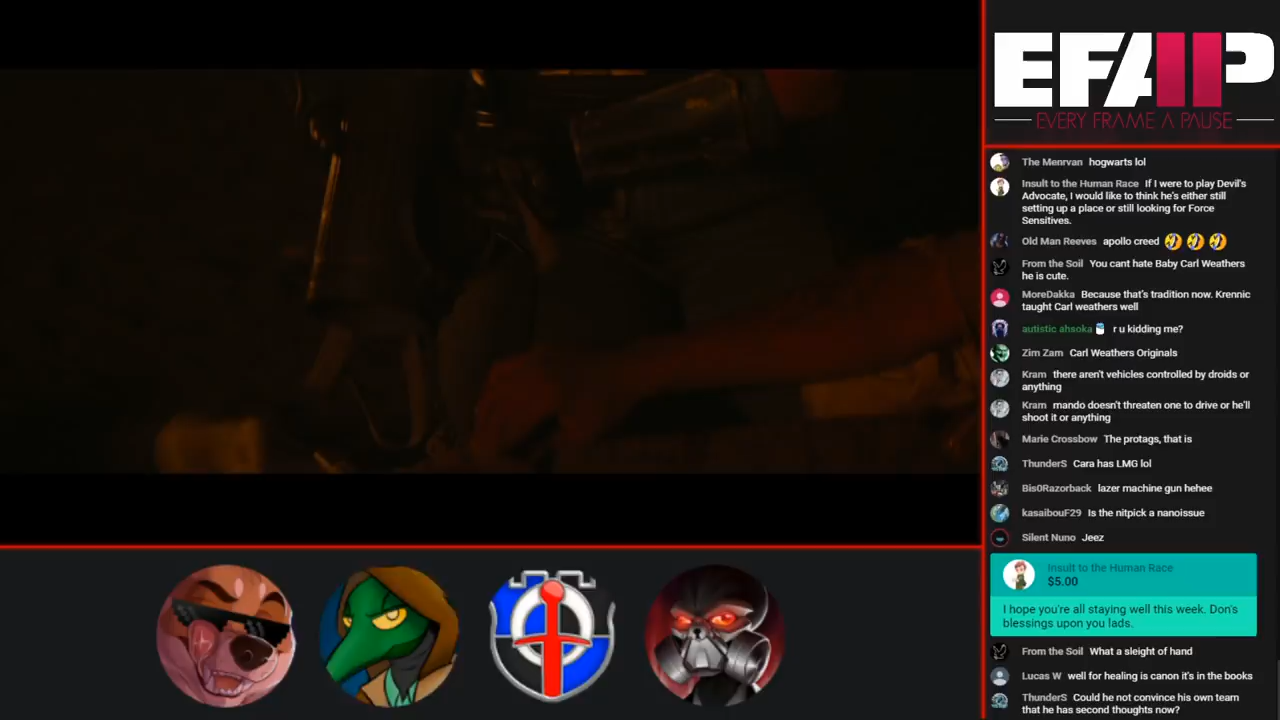 EFAP
EVERY FRAME A PAUSE
The Menrvan hogwarts lol
Insult to the Human Race If I were to play Devil's
Advocate, I would like to think he's either still
setting up a place or still looking for Force
Sensitives.
Old Man Reeves apollo creed 🤣 🤣 🤣
From the Soil You cant hate Baby Carl Weathers
he is cute.
MoreDakka Because that's tradition now. Krennic
taught Carl weathers well
autistic ahsoka r u kidding me?
Zim Zam Carl Weathers Originals
Kram there aren't vehicles controlled by droids or
anything
Kram mando doesn't threaten one to drive or he'll
shoot it or anything
Marie Crossbow The protags, that is
ThunderS Cara has LMG lol
Bis0Razorback lazer machine gun hehee
kasaibouF29 Is the nitpick a nanoissue
Silent Nuno Jeez
Insult to the Human Race
$5.00
I hope you're all staying well this week. Don's
blessings upon you lads.
From the Soil What a sleight of hand
Lucas W well for healing is canon it's in the books
ThunderS Could he not convince his own team
that he has second thoughts now?